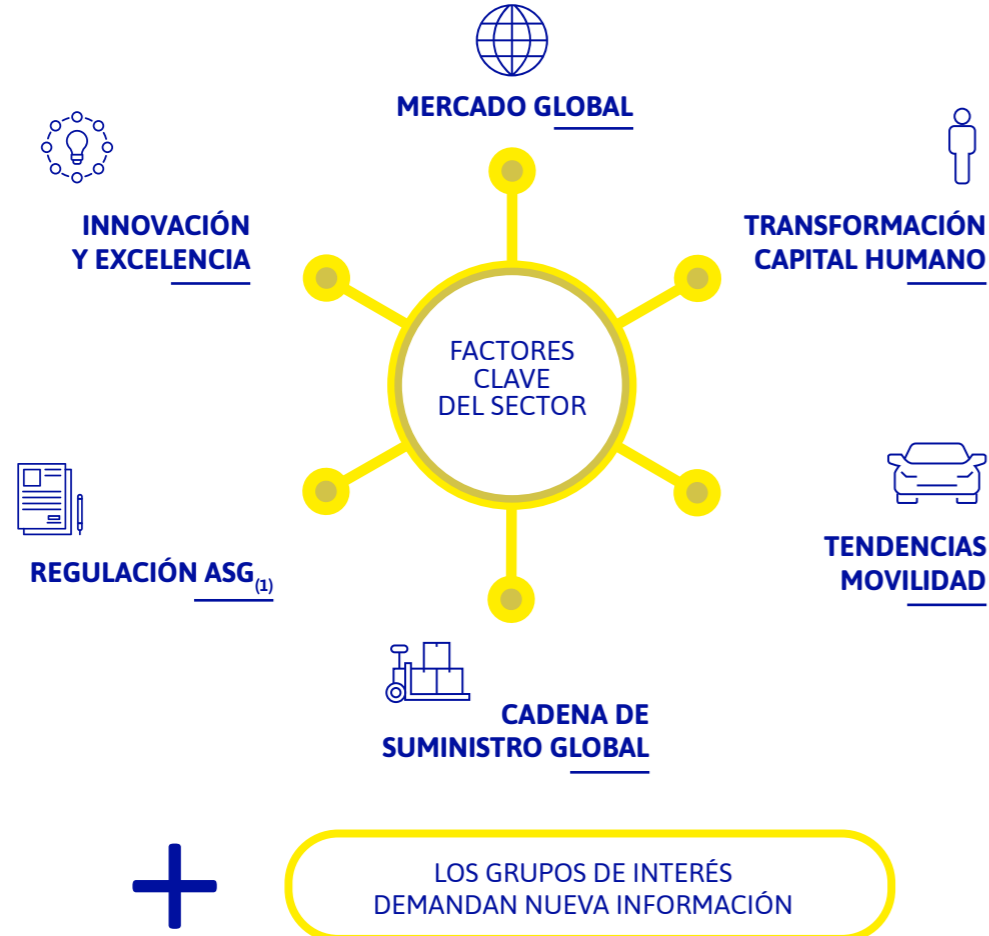 MERCADO GLOBAL
INNOVACIÓN
Y EXCELENCIA
TRANSFORMACIÓN
CAPITAL HUMANO
FACTORES
CLAVE
DEL SECTOR
REGULACIÓN ASG(1)
TENDENCIAS
MOVILIDAD
CADENA DE
SUMINISTRO GLOBAL
LOS GRUPOS DE INTERÉS
DEMANDAN NUEVA INFORMACIÓN